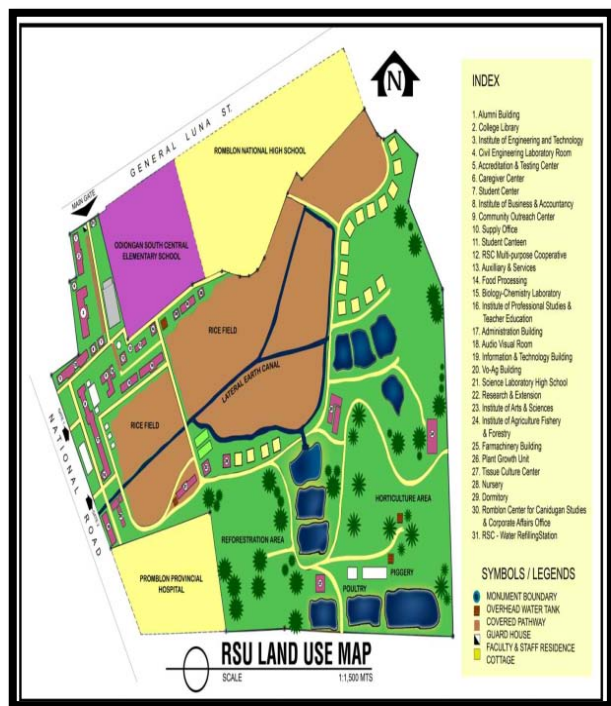 GENERAL LUNA ST.
MAIN GATE
N
ROMBLON NATIONAL HIGH SCHOOL
ODIONGAN SOUTH CENTRAL
ELEMENTARY SCHOOL
RICE FIELD
LATERAL EARTH CANAL
RICE FIELD
NATIONAL ROAD
HORTICULTURE AREA
REFORESTRATION AREA
PROMBLON PROVINCIAL
HOSPITAL
PIGGERY
POULTRY
RSU LAND USE MAP
SCALE 1:1,500 MTS
INDEX
1. Alumni Building
2. College Library
3. Institute of Engineering and Technology
4. Civil Engineering Laboratory Room
5. Accreditation & Testing Center
6. Caregiver Center
7. Student Center
8. Institute of Business & Accountancy
9. Community Outreach Center
10. Supply Office
11. Student Canteen
12. RSC Multi-purpose Cooperative
13. Auxilliary & Services
14. Food Processing
15. Biology-Chemistry Laboratory
16. Institute of Professional Studies &
Teacher Education
17. Administration Building
18. Audio Visual Room
19. Information & Technology Building
20. Vo-Ag Building
21. Science Laboratory High School
22. Research & Extension
23. Institute of Arts & Sciences
24. Institute of Agriculture Fishery
& Forestry
25. Farmachinery Building
26. Plant Growth Unit
27. Tissue Culture Center
28. Nursery
29. Dormitory
30. Romblon Center for Canidugan Studies
& Corporate Affairs Office
31. RSC - Water RefillingStation
SYMBOLS / LEGENDS
MONUMENT BOUNDARY
OVERHEAD WATER TANK
COVERED PATHWAY
GUARD HOUSE
FACULTY & STAFF RESIDENCE
COTTAGE